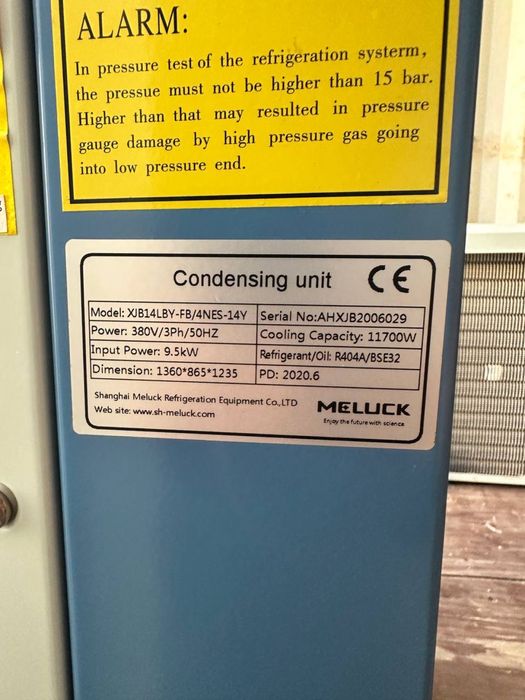 ALARM:
In pressure test of the refrigeration systerm,
the pressue must not be higher than 15 bar.
Higher than that may resulted in pressure
gauge damage by high pressure gas going
into low pressure end.
Condensing unit CE
Model: XJB14LBY-FB/4NES-14Y Serial No:AHXJB2006029
Power: 380V/3Ph/50HZ Cooling Capacity: 11700W
Input Power: 9.5kW Refrigerant/Oil: R404A/BSE32
Dimension: 1360*865*1235 PD: 2020.6
Shanghai Meluck Refrigeration Equipment Co.,LTD
Web site: www.sh-meluck.com
MELUCK
Enjoy the future with science